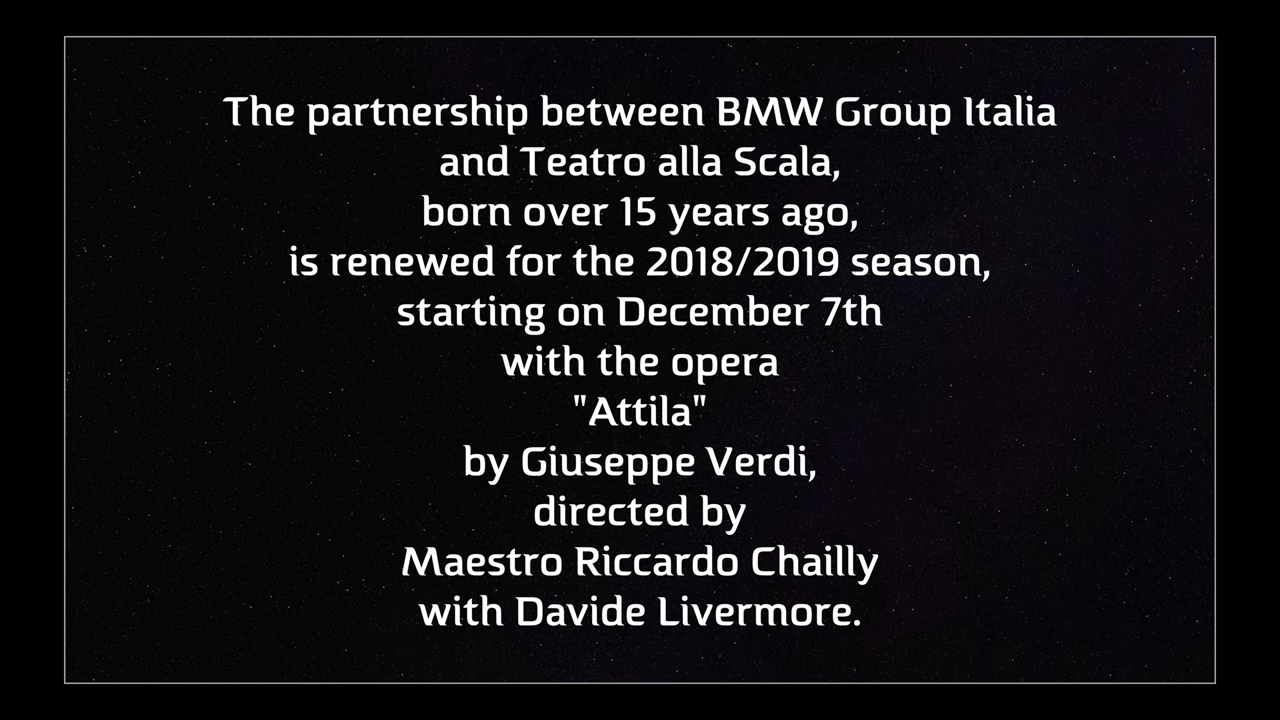 The partnership between BMW Group Italia
and Teatro alla Scala,
born over 15 years ago,
is renewed for the 2018/2019 season,
starting on December 7th
with the opera
"Attila"
by Giuseppe Verdi,
directed by
Maestro Riccardo Chailly
with Davide Livermore.